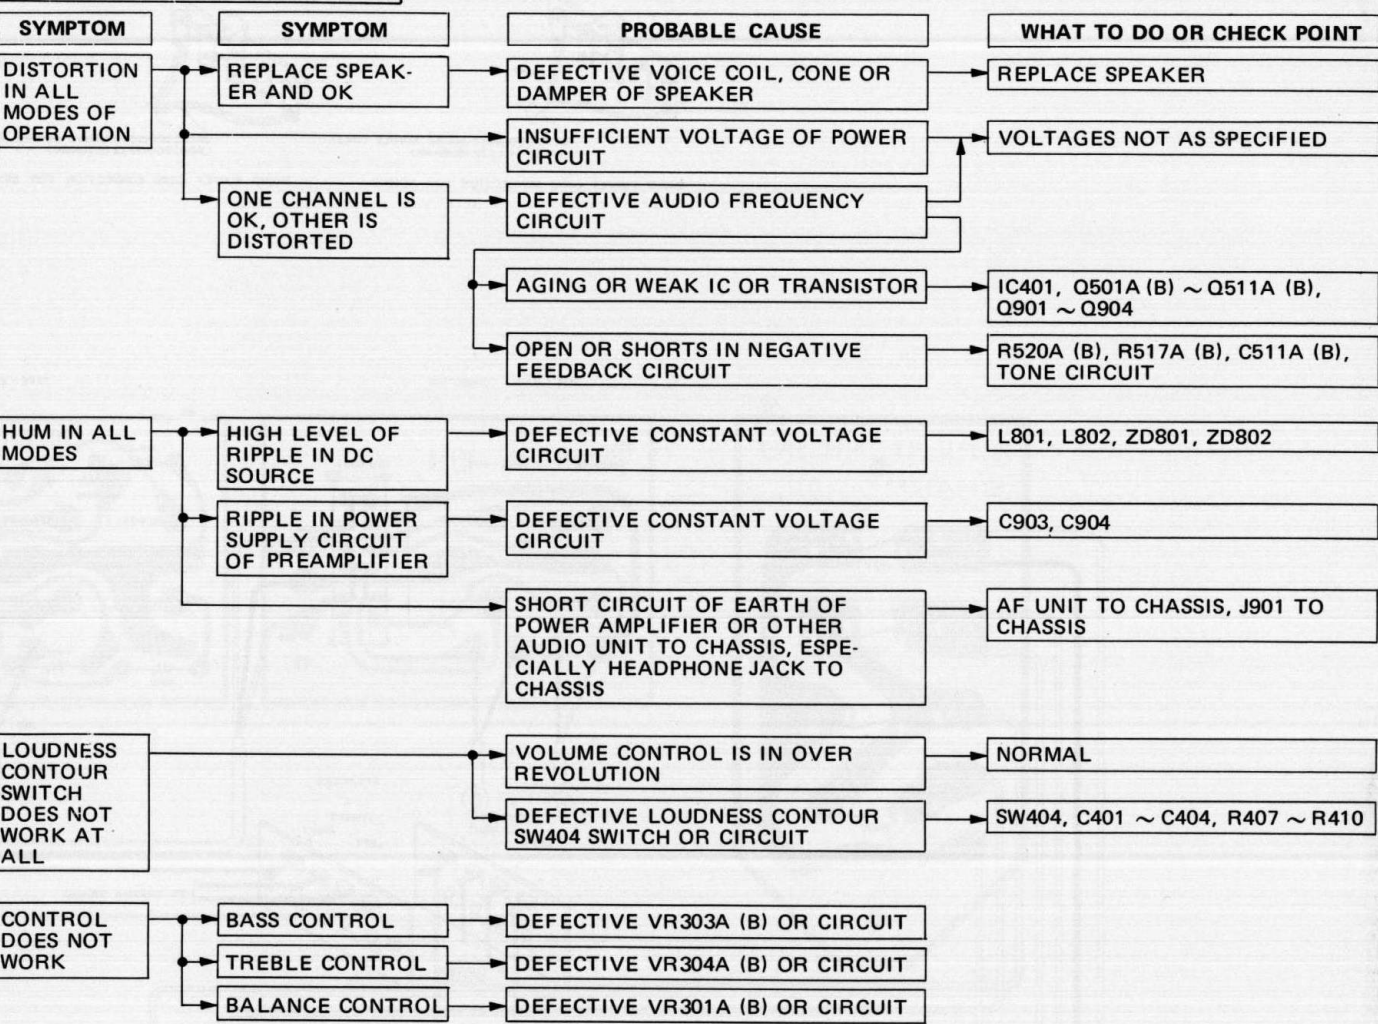 SYMPTOM
SYMPTOM
PROBABLE CAUSE
WHAT TO DO OR CHECK POINT
DISTORTION
IN ALL
MODES OF
OPERATION
REPLACE SPEAK-
ER AND OK
DEFECTIVE VOICE COIL, CONE OR
DAMPER OF SPEAKER
REPLACE SPEAKER
INSUFFICIENT VOLTAGE OF POWER
CIRCUIT
VOLTAGES NOT AS SPECIFIED
ONE CHANNEL IS
OK, OTHER IS
DISTORTED
DEFECTIVE AUDIO FREQUENCY
CIRCUIT
AGING OR WEAK IC OR TRANSISTOR
IC401, Q501A (B) ~ Q511A (B),
Q901 ~ Q904
OPEN OR SHORTS IN NEGATIVE
FEEDBACK CIRCUIT
R520A (B), R517A (B), C511A (B),
TONE CIRCUIT
HUM IN ALL
MODES
HIGH LEVEL OF
RIPPLE IN DC
SOURCE
DEFECTIVE CONSTANT VOLTAGE
CIRCUIT
L801, L802, ZD801, ZD802
RIPPLE IN POWER
SUPPLY CIRCUIT
OF PREAMPLIFIER
DEFECTIVE CONSTANT VOLTAGE
CIRCUIT
C903, C904
SHORT CIRCUIT OF EARTH OF
POWER AMPLIFIER OR OTHER
AUDIO UNIT TO CHASSIS, ESPE-
CIALLY HEADPHONE JACK TO
CHASSIS
AF UNIT TO CHASSIS, J901 TO
CHASSIS
LOUDNESS
CONTOUR
SWITCH
DOES NOT
WORK AT
ALL
VOLUME CONTROL IS IN OVER
REVOLUTION
NORMAL
DEFECTIVE LOUDNESS CONTOUR
SW404 SWITCH OR CIRCUIT
SW404, C401 ~ C404, R407 ~ R410
CONTROL
DOES NOT
WORK
BASS CONTROL
DEFECTIVE VR303A (B) OR CIRCUIT
TREBLE CONTROL
DEFECTIVE VR304A (B) OR CIRCUIT
BALANCE CONTROL
DEFECTIVE VR301A (B) OR CIRCUIT